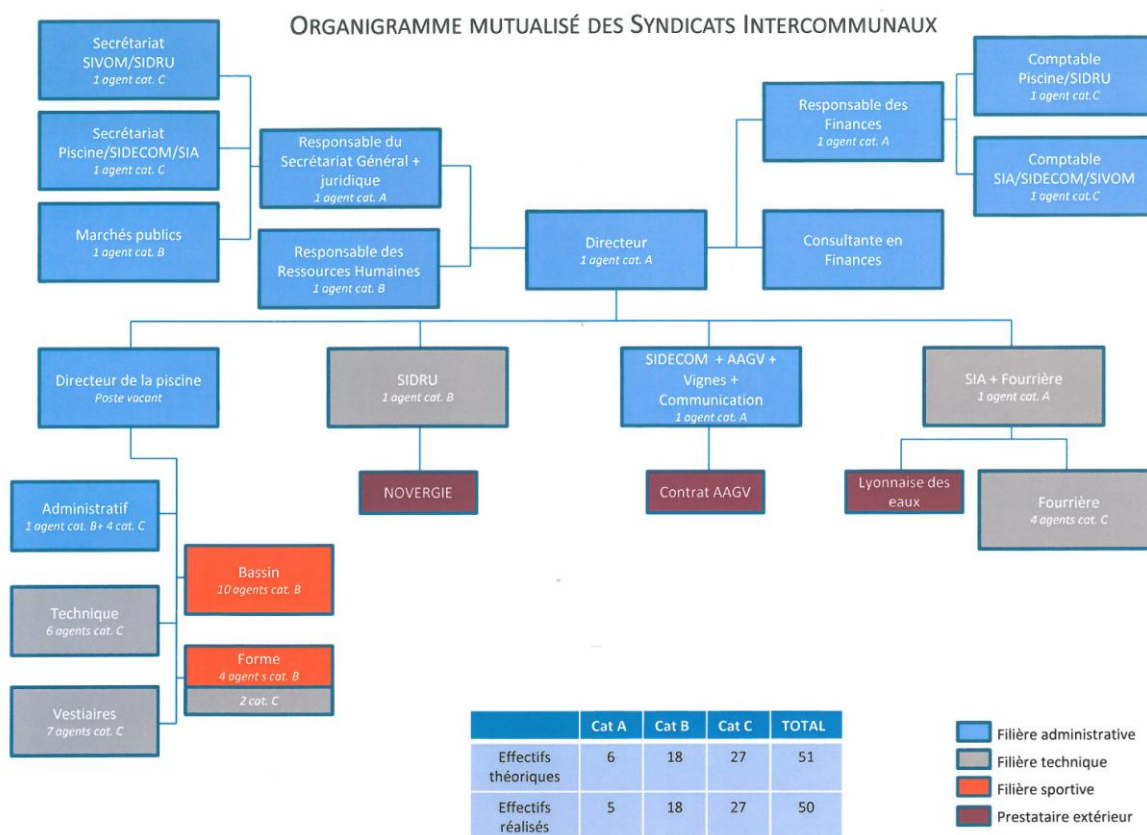 ORGANIGRAMME MUTUALISÉ DES SYNDICATS INTERCOMMUNAUX
Secrétariat
SIVOM/SIDRU
1 agent cat. C
Secrétariat
Piscine/SIDECOM/SIA
1 agent cat. C
Marchés publics
1 agent cat. B
Responsable du
Secrétariat Général +
juridique
1 agent cat. A
Responsable des
Ressources Humaines
1 agent cat. B
Directeur
1 agent cat. A
Responsable des
Finances
1 agent cat. A
Consultante en
Finances
Comptable
Piscine/SIDRU
1 agent cat.C
Comptable
SIA/SIDECOM/SIVOM
1 agent cat.C
Directeur de la piscine
Poste vacant
SIDRU
1 agent cat. B
SIDECOM + AAGV +
Vignes +
Communication
1 agent cat. A
SIA + Fourrière
1 agent cat. A
NOVERGIE
Contrat AAGV
Lyonnaise des
eaux
Fourrière
4 agents cat. C
Administratif
1 agent cat. B+ 4 cat. C
Bassin
10 agents cat. B
Technique
6 agents cat. C
Forme
4 agent s cat. B
2 cat. C
Vestiaires
7 agents cat. C
Cat A Cat B Cat C TOTAL
Effectifs
théoriques 6 18 27 51
Effectifs
réalisés 5 18 27 50
Filière administrative
Filière technique
Filière sportive
Prestataire extérieur